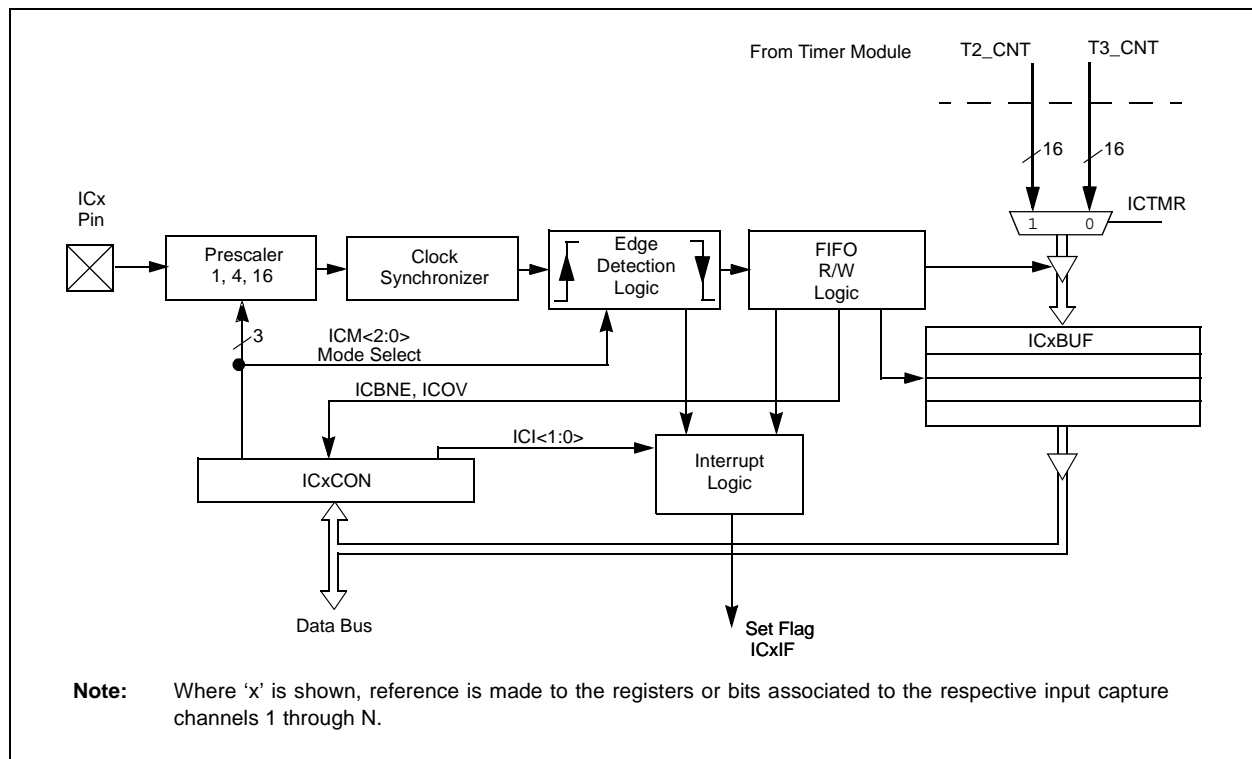 From Timer Module
T2_CNT
T3_CNT
16
16
ICx
Pin
ICTMR
1
0
Prescaler
1, 4, 16
Clock
Synchronizer
Edge
Detection
Logic
FIFO
R/W
Logic
3
ICM<2:0>
Mode Select
ICxBUF
ICBNE, ICOV
ICI<1:0>
Interrupt
Logic
ICxCON
Data Bus
Set Flag
ICxIF
Note: Where ‘x’ is shown, reference is made to the registers or bits associated to the respective input capture
channels 1 through N.